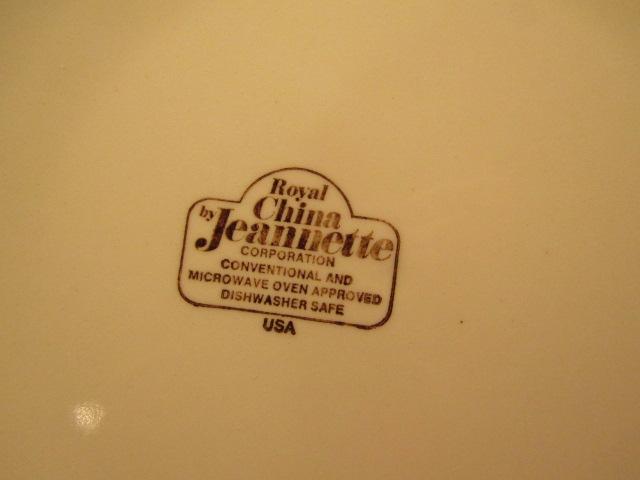 Royal
China
by Jeannette
CORPORATION
CONVENTIONAL AND
MICROWAVE OVEN APPROVED
DISHWASHER SAFE
USA